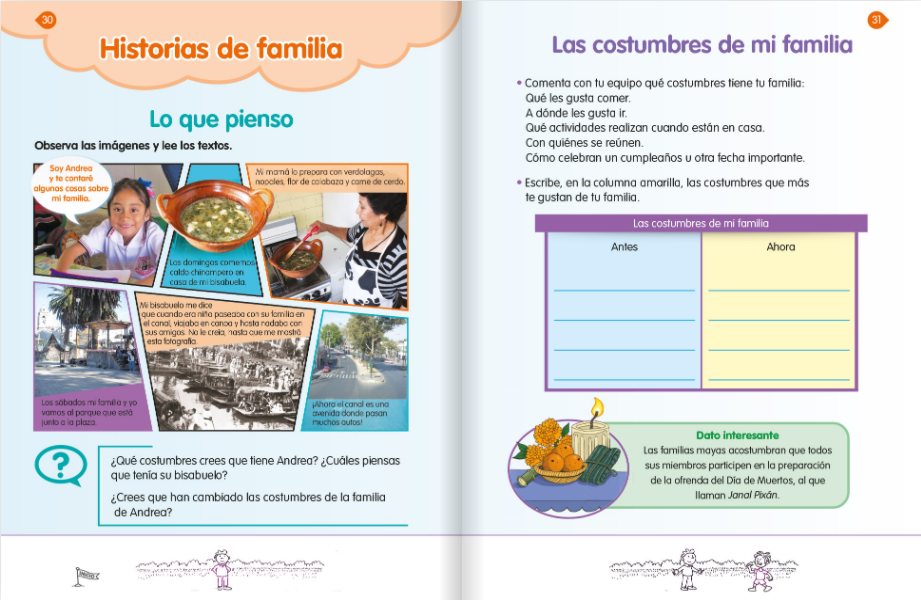 30
Historias de familia
Lo que pienso
Observa las imágenes y lee los textos.
Soy Andrea
y te contaré
algunas cosas sobre
mi familia.
Los domingos comemos
caldo chinampero en
casa de mi bisabuela.
Mi mamá lo prepara con verdolagas,
nopales, flor de calabaza y carne de cerdo.
Los sábados mi familia y yo
vamos al parque que está
junto a la plaza.
Mi bisabuelo me dice
que cuando era niño paseaba con su familia en
el canal, viajaba en canoa y hasta nadaba con
sus amigos. No le creía, hasta que me mostró
esta fotografía.
¡Ahora el canal es una
avenida donde pasan
muchos autos!
?
¿Qué costumbres crees que tiene Andrea? ¿Cuáles piensas
que tenía su bisabuelo?
¿Crees que han cambiado las costumbres de la familia
de Andrea?
31
Las costumbres de mi familia
• Comenta con tu equipo qué costumbres tiene tu familia:
Qué les gusta comer.
A dónde les gusta ir.
Qué actividades realizan cuando están en casa.
Con quiénes se reúnen.
Cómo celebran un cumpleaños u otra fecha importante.
• Escribe, en la columna amarilla, las costumbres que más
te gustan de tu familia.
Las costumbres de mi familia
Antes Ahora
Dato interesante
Las familias mayas acostumbran que todos
sus miembros participen en la preparación
de la ofrenda del Día de Muertos, al que
llaman Janal Pixán.